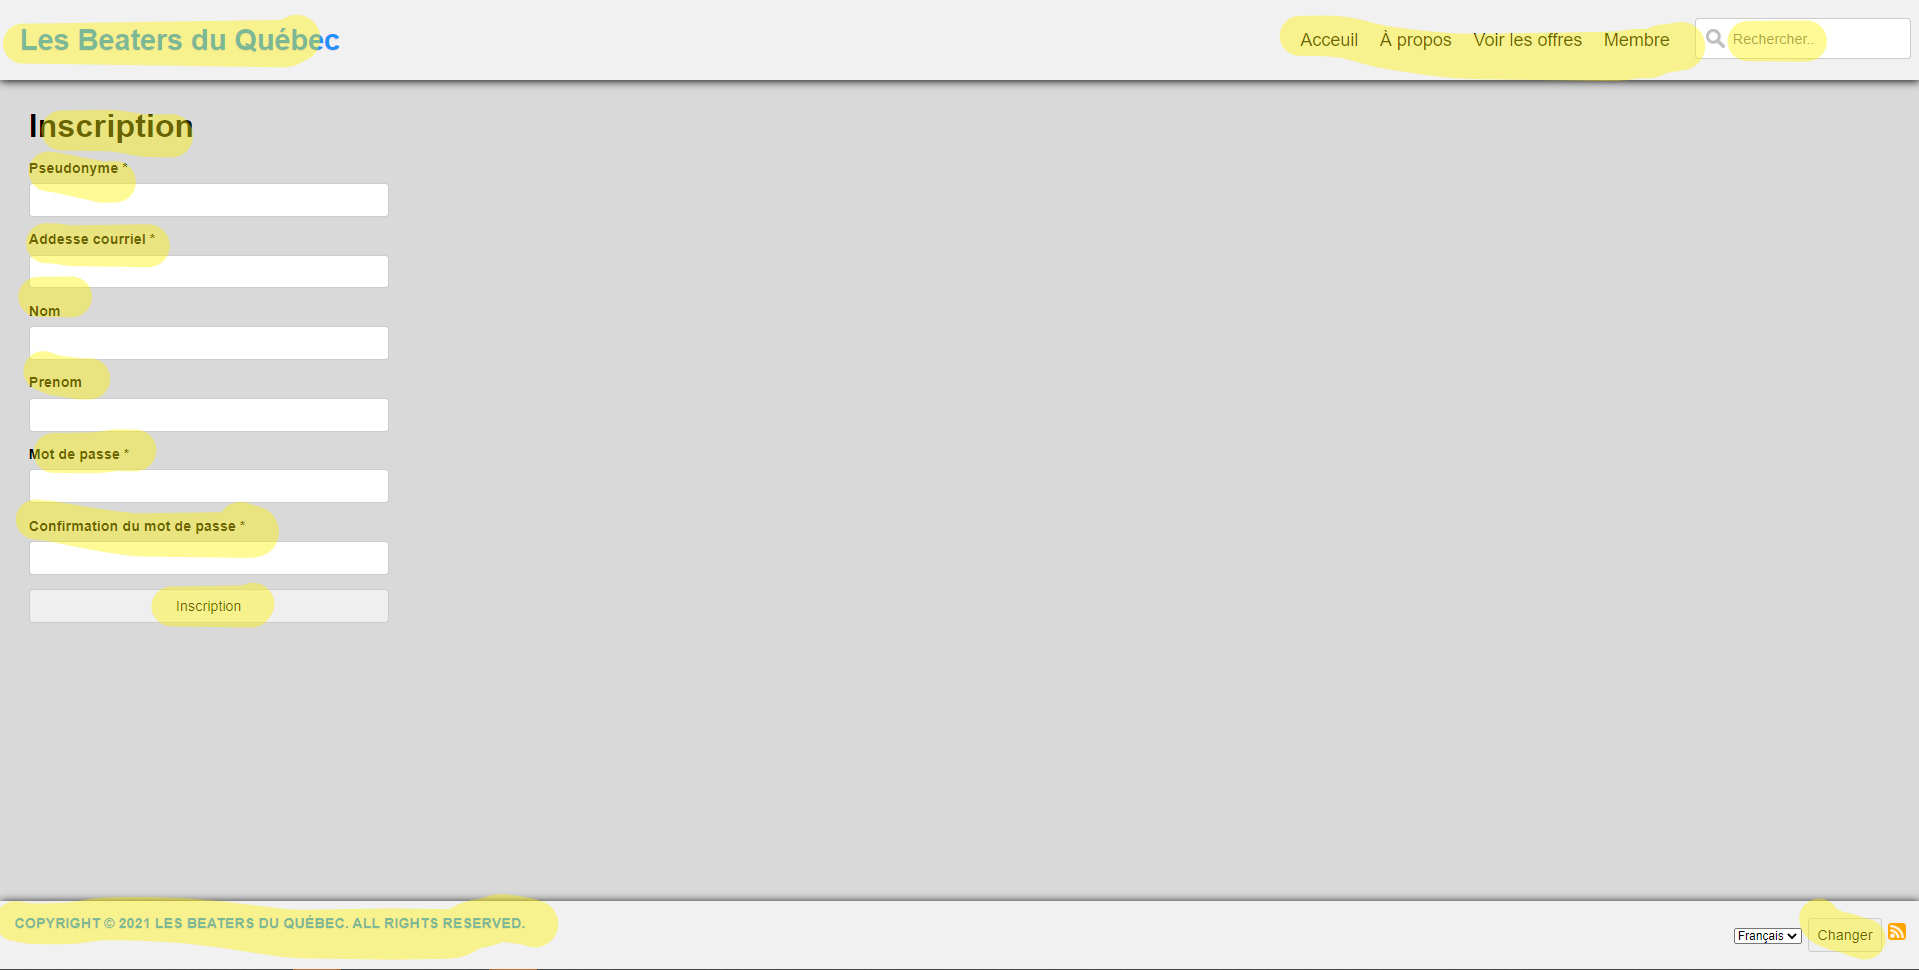 Les Beaters du Québec
Acceuil À propos Voir les offres Membre Rechercher..
Inscription
Pseudonyme *
Addesse courriel *
Nom
Prenom
Mot de passe *
Confirmation du mot de passe *
Inscription
COPYRIGHT © 2021 LES BEATERS DU QUÉBEC. ALL RIGHTS RESERVED.
Français Changer